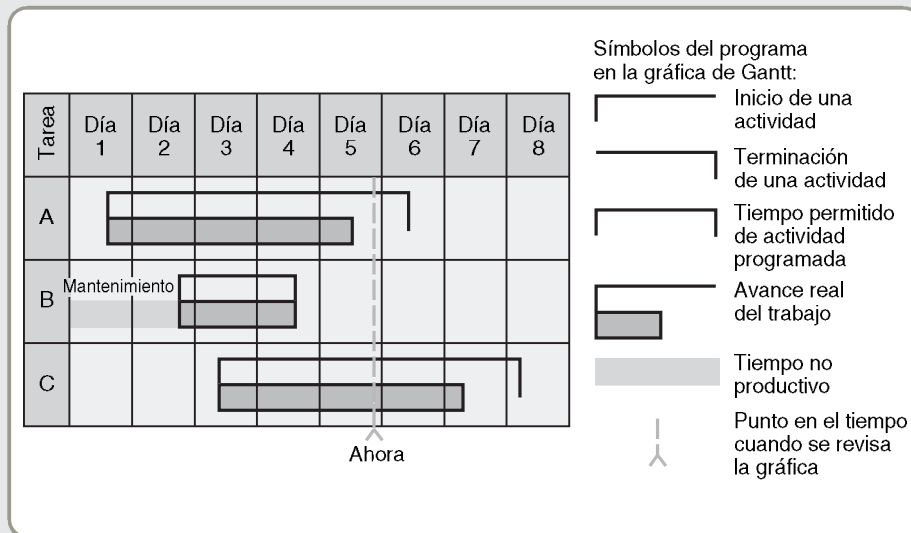 Símbolos del programa
en la gráfica de Gantt:
Inicio de una
actividad
Terminación
de una actividad
Tiempo permitido
de actividad
programada
Avance real
del trabajo
Tiempo no
productivo
Punto en el tiempo
cuando se revisa
la gráfica
Tarea
Día
1
Día
2
Día
3
Día
4
Día
5
Día
6
Día
7
Día
8
A
Mantenimiento
B
C
Ahora